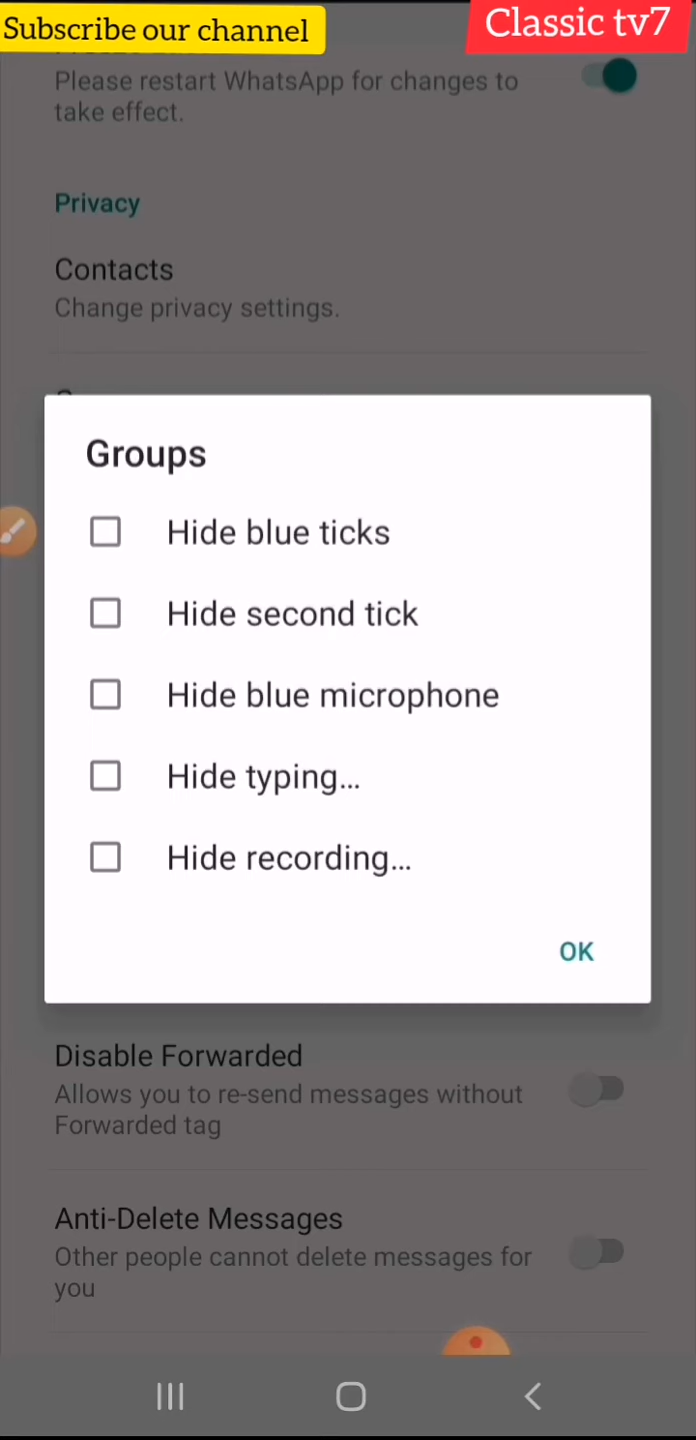 Subscribe our channel
Classic tv7
Please restart WhatsApp for changes to
take effect.
Privacy
Contacts
Change privacy settings.
Groups
Hide blue ticks
Hide second tick
Hide blue microphone
Hide typing...
Hide recording...
OK
Disable Forwarded
Allows you to re-send messages without
Forwarded tag
Anti-Delete Messages
Other people cannot delete messages for
you